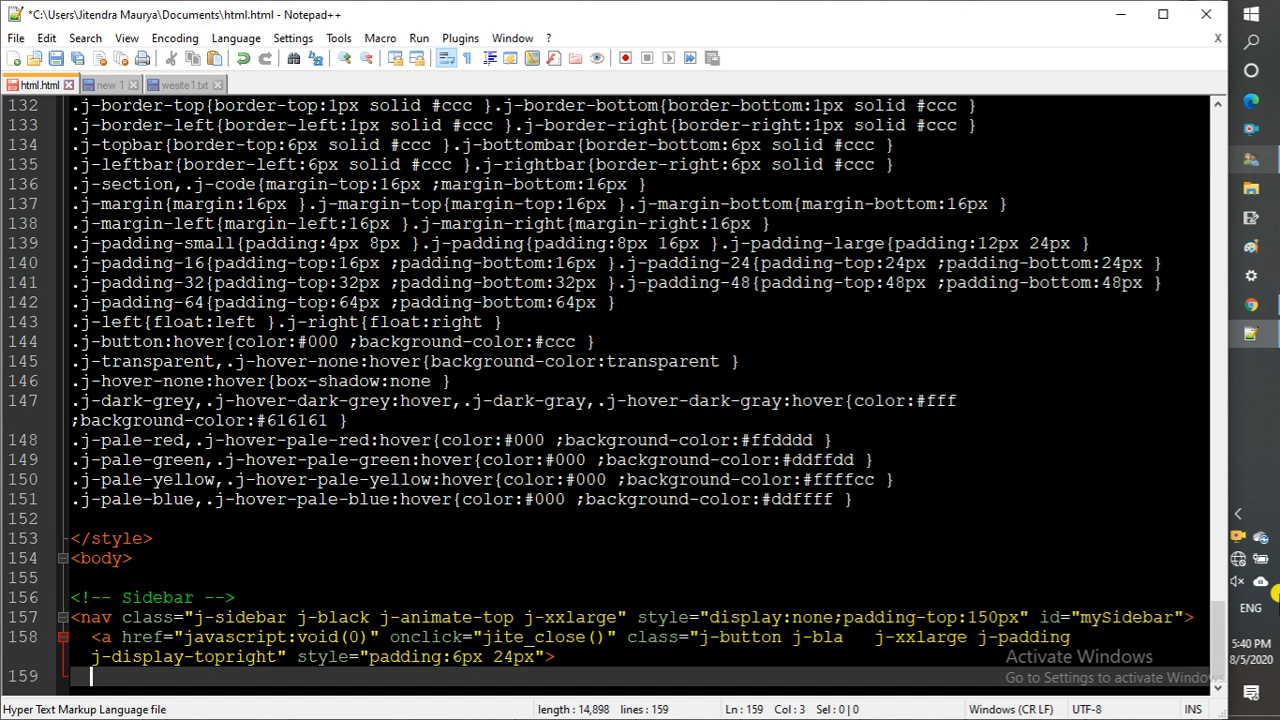 *C:\Users\Jitendra Maurya\Documents\html.html - Notepad++
File Edit Search View Encoding Language Settings Tools Macro Run Plugins Window ? X
html.html new 1 wesite1.txt
132 .j-border-top{border-top:1px solid #ccc }.j-border-bottom{border-bottom:1px solid #ccc }
133 .j-border-left{border-left:1px solid #ccc }.j-border-right{border-right:1px solid #ccc }
134 .j-topbar{border-top:6px solid #ccc }.j-bottombar{border-bottom:6px solid #ccc }
135 .j-leftbar{border-left:6px solid #ccc }.j-rightbar{border-right:6px solid #ccc }
136 .j-section,.j-code{margin-top:16px ;margin-bottom:16px }
137 .j-margin{margin:16px }.j-margin-top{margin-top:16px }.j-margin-bottom{margin-bottom:16px }
138 .j-margin-left{margin-left:16px }.j-margin-right{margin-right:16px }
139 .j-padding-small{padding:4px 8px }.j-padding{padding:8px 16px }.j-padding-large{padding:12px 24px }
140 .j-padding-16{padding-top:16px ;padding-bottom:16px }.j-padding-24{padding-top:24px ;padding-bottom:24px }
141 .j-padding-32{padding-top:32px ;padding-bottom:32px }.j-padding-48{padding-top:48px ;padding-bottom:48px }
142 .j-padding-64{padding-top:64px ;padding-bottom:64px }
143 .j-left{float:left }.j-right{float:right }
144 .j-button:hover{color:#000 ;background-color:#ccc }
145 .j-transparent,.j-hover-none:hover{background-color:transparent }
146 .j-hover-none:hover{box-shadow:none }
147 .j-dark-grey,.j-hover-dark-grey:hover,.j-dark-gray,.j-hover-dark-gray:hover{color:#fff
;background-color:#616161 }
148 .j-pale-red,.j-hover-pale-red:hover{color:#000 ;background-color:#ffdddd }
149 .j-pale-green,.j-hover-pale-green:hover{color:#000 ;background-color:#ddffdd }
150 .j-pale-yellow,.j-hover-pale-yellow:hover{color:#000 ;background-color:#ffffcc }
151 .j-pale-blue,.j-hover-pale-blue:hover{color:#000 ;background-color:#ddffff }
152
153 </style>
154 <body>
155
156 <!-- Sidebar -->
157 <nav class="j-sidebar j-black j-animate-top j-xxlarge" style="display:none;padding-top:150px" id="mySidebar">
158 <a href="javascript:void(0)" onclick="jite_close()" class="j-button j-bla j-xxlarge j-padding
j-display-topright" style="padding:6px 24px">
159
Activate Windows
Go to Settings to activate Windows.
Hyper Text Markup Language file length : 14,898 lines : 159 Ln : 159 Col : 3 Sel : 0 | 0 Windows (CR LF) UTF-8 INS
ENG
5:40 PM
8/5/2020